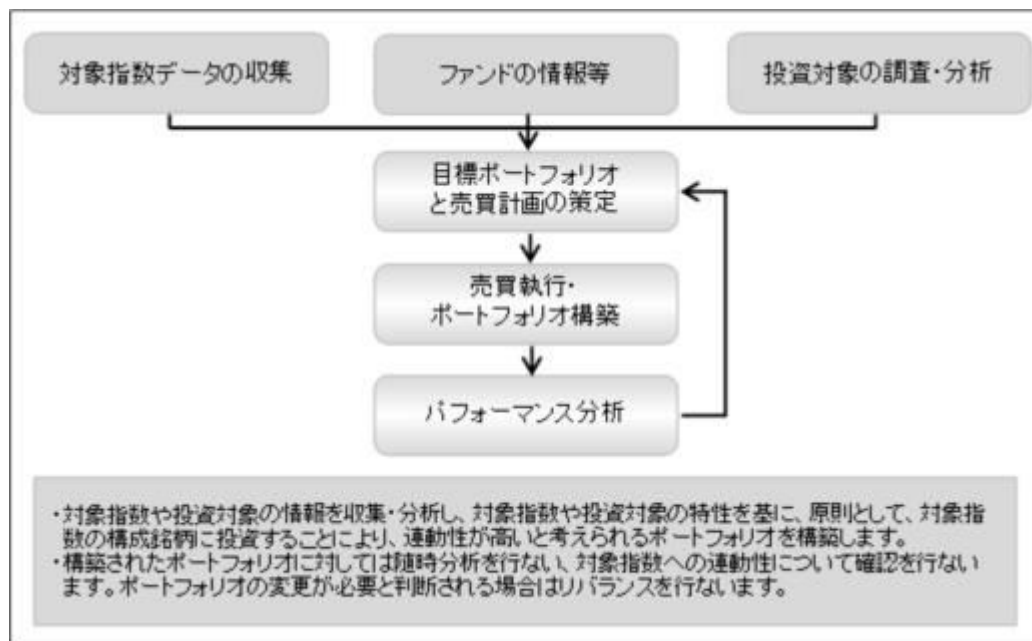 対象指数データの収集
ファンドの情報等
投資対象の調査・分析
目標ポートフォリオ
と売買計画の策定
売買執行・
ポートフォリオ構築
パフォーマンス分析
・対象指数や投資対象の情報を収集・分析し、対象指数や投資対象の特性を基に、原則として、対象指
数の構成銘柄に投資することにより、連動性が高いと考えられるポートフォリオを構築します。
・構築されたポートフォリオに対しては随時分析を行ない、対象指数への連動性について確認を行ない
ます。ポートフォリオの変更が必要と判断される場合はリバランスを行ないます。